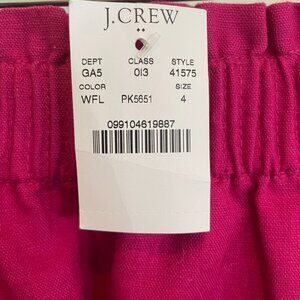 J.CREW
DEPT CLASS STYLE
GA5 013 41575
COLOR SIZE
WFL PK5651 4
099104619887